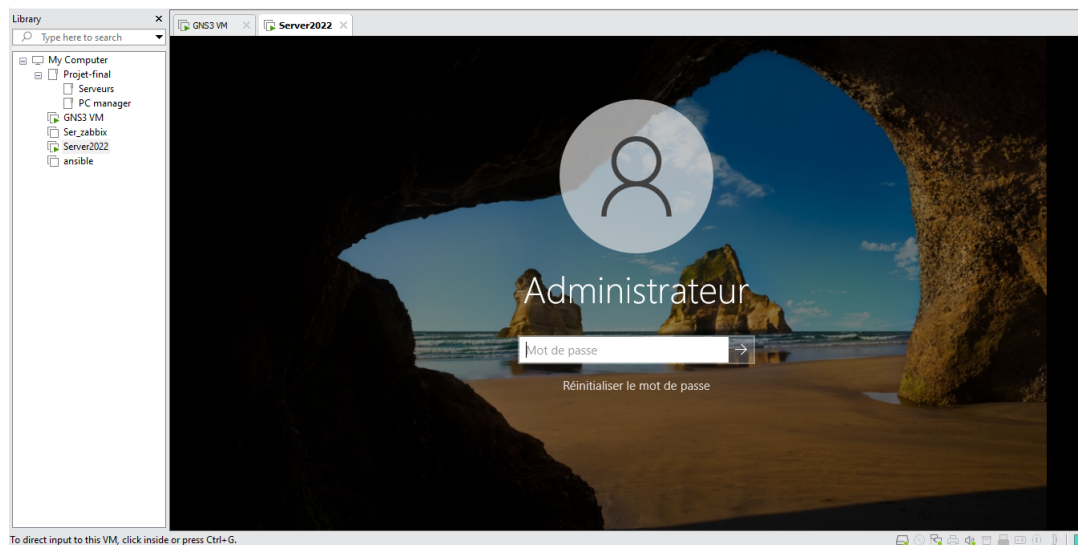 Library
Type here to search
My Computer
Projet-final
Serveurs
PC manager
GNS3 VM
Ser_zabbix
Server2022
ansible
GNS3 VM
Server2022
Administrateur
Mot de passe
Réinitialiser le mot de passe
To direct input to this VM, click inside or press Ctrl+G.